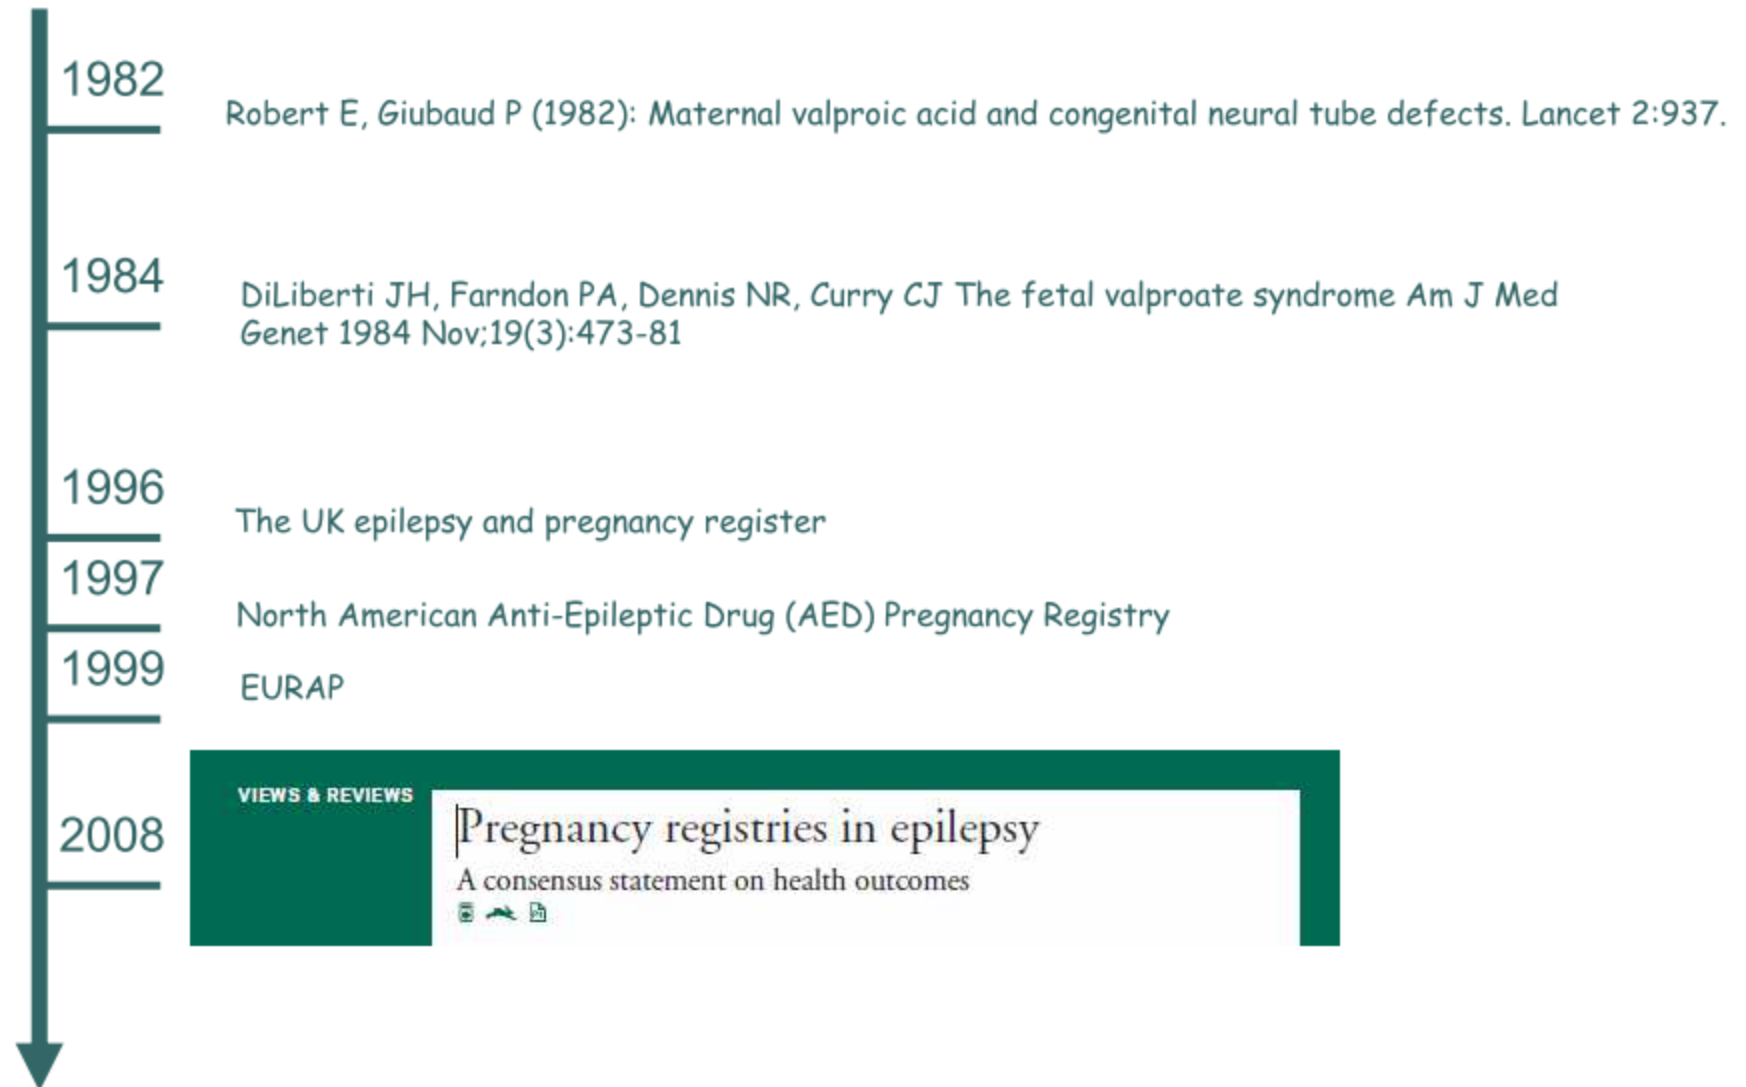 1982
Robert E, Giubaud P (1982): Maternal valproic acid and congenital neural tube defects. Lancet 2:937.
1984
DiLiberti JH, Farndon PA, Dennis NR, Curry CJ The fetal valproate syndrome Am J Med
Genet 1984 Nov;19(3):473-81
1996
The UK epilepsy and pregnancy register
1997
North American Anti-Epileptic Drug (AED) Pregnancy Registry
1999
EURAP
2008
VIEWS & REVIEWS
Pregnancy registries in epilepsy
A consensus statement on health outcomes